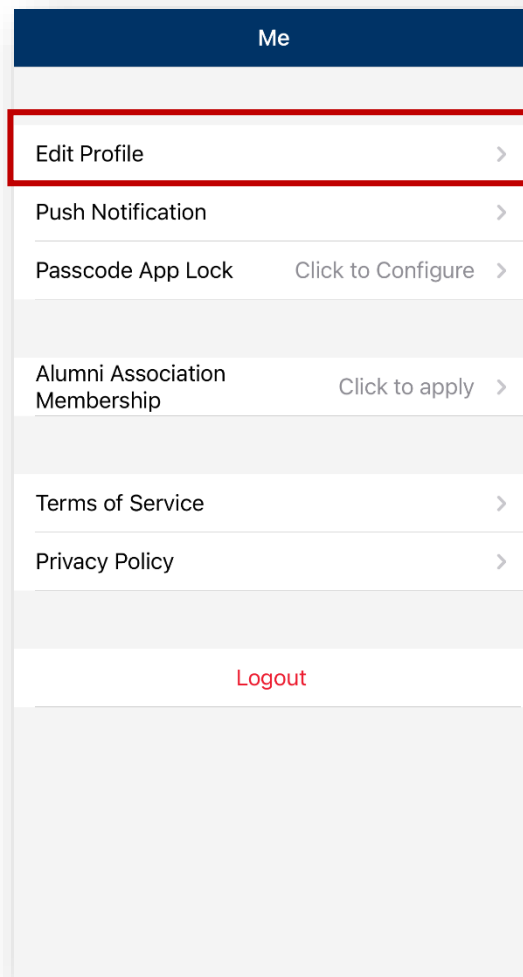 Me
Edit Profile
Push Notification
Passcode App Lock Click to Configure
Alumni Association
Membership
Click to apply
Terms of Service
Privacy Policy
Logout